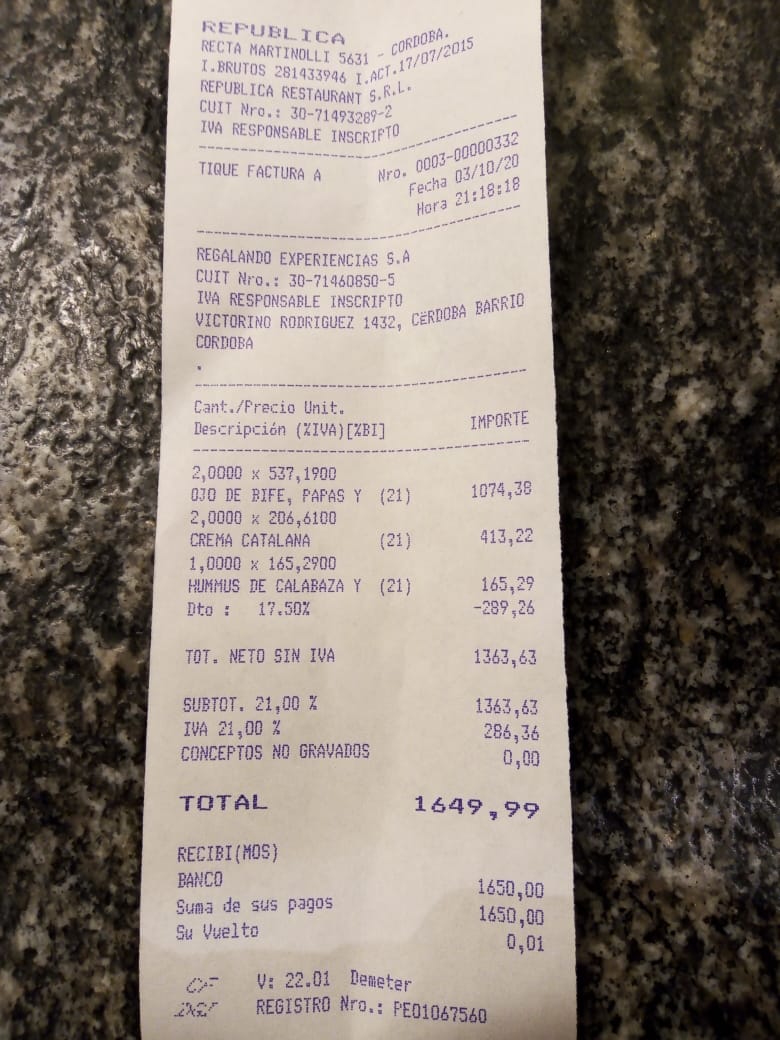 REPUBLICA
RECTA MARTINOLLI 5631 - CORDOBA.
I.BRUTOS 281433946 I.ACT.17/07/2015
REPUBLICA RESTAURANT S.R.L.
CUIT Nro.: 30-71493289-2
IVA RESPONSABLE INSCRIPTO
TIQUE FACTURA A Nro. 0003-00000332
Fecha 03/10/20
Hora 21:18:18
REGALANDO EXPERIENCIAS S.A
CUIT Nro.: 30-71460850-5
IVA RESPONSABLE INSCRIPTO
VICTORINO RODRIGUEZ 1432, CËRDOBA BARRIO
CORDOBA
.
Cant./Precio Unit.
Descripción (%IVA)[%BI] IMPORTE
2,0000 x 537,1900
OJO DE BIFE, PAPAS Y (21) 1074,38
2,0000 x 206,6100
CREMA CATALANA (21) 413,22
1,0000 x 165,2900
HUMMUS DE CALABAZA Y (21) 165,29
Dto : 17.50% -289,26
TOT. NETO SIN IVA 1363,63
SUBTOT. 21,00 % 1363,63
IVA 21,00 % 286,36
CONCEPTOS NO GRAVADOS 0,00
TOTAL 1649,99
RECIBI(MOS)
BANCO 1650,00
Suma de sus pagos 1650,00
Su Vuelto 0,01
CF V: 22.01 Demeter
DGI REGISTRO Nro.: PEO1067560